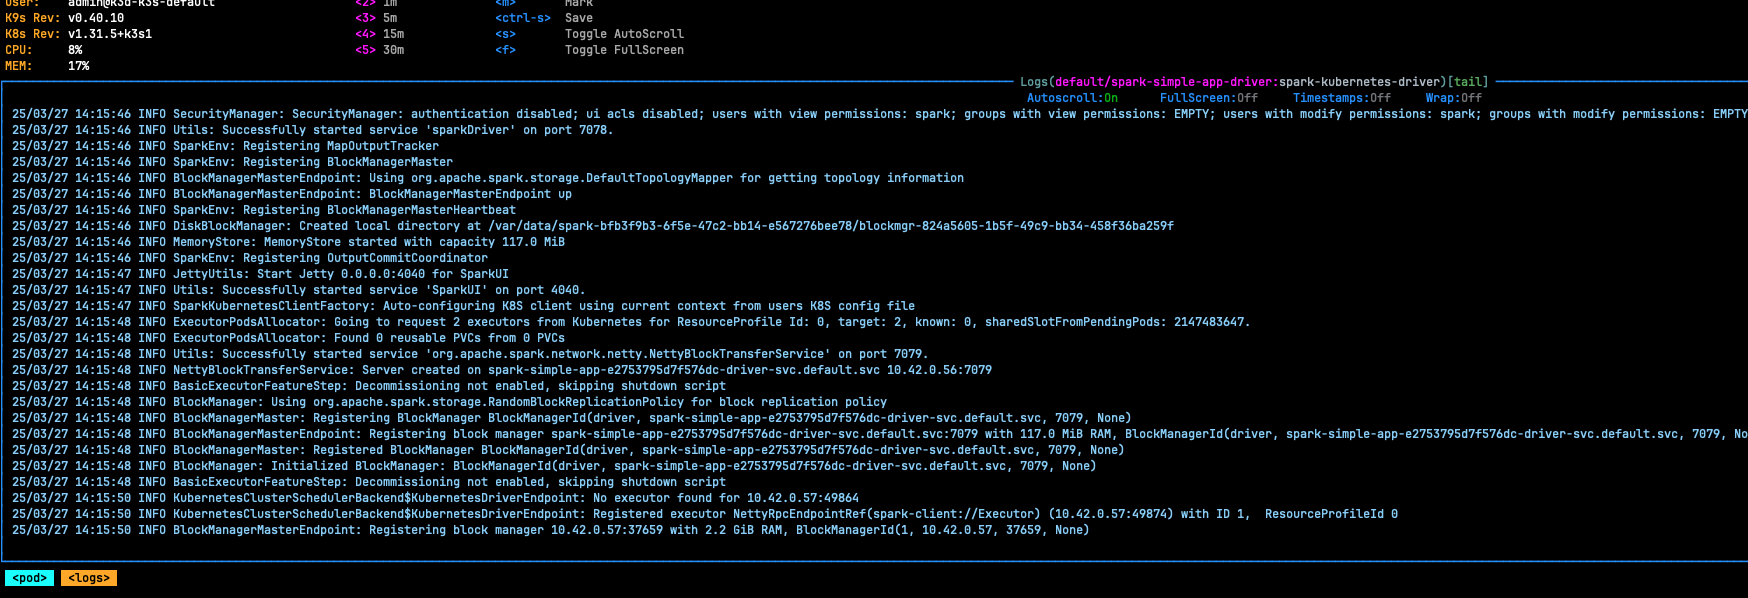 User: admin@k3d-k3s-default <2> 1m <m> Mark
K9s Rev: v0.40.10 <3> 5m <ctrl-s> Save
K8s Rev: v1.31.5+k3s1 <4> 15m <s> Toggle AutoScroll
CPU: 8% <5> 30m <f> Toggle FullScreen
MEM: 17%
Logs(default/spark-simple-app-driver:spark-kubernetes-driver)[tail]
Autoscroll:On FullScreen:Off Timestamps:Off Wrap:Off
25/03/27 14:15:46 INFO SecurityManager: SecurityManager: authentication disabled; ui acls disabled; users with view permissions: spark; groups with view permissions: EMPTY; users with modify permissions: spark; groups with modify permissions: EMPTY
25/03/27 14:15:46 INFO Utils: Successfully started service 'sparkDriver' on port 7078.
25/03/27 14:15:46 INFO SparkEnv: Registering MapOutputTracker
25/03/27 14:15:46 INFO SparkEnv: Registering BlockManagerMaster
25/03/27 14:15:46 INFO BlockManagerMasterEndpoint: Using org.apache.spark.storage.DefaultTopologyMapper for getting topology information
25/03/27 14:15:46 INFO BlockManagerMasterEndpoint: BlockManagerMasterEndpoint up
25/03/27 14:15:46 INFO SparkEnv: Registering BlockManagerMasterHeartbeat
25/03/27 14:15:46 INFO DiskBlockManager: Created local directory at /var/data/spark-bfb3f9b3-6f5e-47c2-bb14-e567276bee78/blockmgr-824a5605-1b5f-49c9-bb34-458f36ba259f
25/03/27 14:15:46 INFO MemoryStore: MemoryStore started with capacity 117.0 MiB
25/03/27 14:15:46 INFO SparkEnv: Registering OutputCommitCoordinator
25/03/27 14:15:47 INFO JettyUtils: Start Jetty 0.0.0.0:4040 for SparkUI
25/03/27 14:15:47 INFO Utils: Successfully started service 'SparkUI' on port 4040.
25/03/27 14:15:47 INFO SparkKubernetesClientFactory: Auto-configuring K8S client using current context from users K8S config file
25/03/27 14:15:48 INFO ExecutorPodsAllocator: Going to request 2 executors from Kubernetes for ResourceProfile Id: 0, target: 2, known: 0, sharedSlotFromPendingPods: 2147483647.
25/03/27 14:15:48 INFO ExecutorPodsAllocator: Found 0 reusable PVCs from 0 PVCs
25/03/27 14:15:48 INFO Utils: Successfully started service 'org.apache.spark.network.netty.NettyBlockTransferService' on port 7079.
25/03/27 14:15:48 INFO NettyBlockTransferService: Server created on spark-simple-app-e2753795d7f576dc-driver-svc.default.svc 10.42.0.56:7079
25/03/27 14:15:48 INFO BasicExecutorFeatureStep: Decommissioning not enabled, skipping shutdown script
25/03/27 14:15:48 INFO BlockManager: Using org.apache.spark.storage.RandomBlockReplicationPolicy for block replication policy
25/03/27 14:15:48 INFO BlockManagerMaster: Registering BlockManager BlockManagerId(driver, spark-simple-app-e2753795d7f576dc-driver-svc.default.svc, 7079, None)
25/03/27 14:15:48 INFO BlockManagerMasterEndpoint: Registering block manager spark-simple-app-e2753795d7f576dc-driver-svc.default.svc:7079 with 117.0 MiB RAM, BlockManagerId(driver, spark-simple-app-e2753795d7f576dc-driver-svc.default.svc, 7079, No
25/03/27 14:15:48 INFO BlockManagerMaster: Registered BlockManager BlockManagerId(driver, spark-simple-app-e2753795d7f576dc-driver-svc.default.svc, 7079, None)
25/03/27 14:15:48 INFO BlockManager: Initialized BlockManager: BlockManagerId(driver, spark-simple-app-e2753795d7f576dc-driver-svc.default.svc, 7079, None)
25/03/27 14:15:48 INFO BasicExecutorFeatureStep: Decommissioning not enabled, skipping shutdown script
25/03/27 14:15:50 INFO KubernetesClusterSchedulerBackend$KubernetesDriverEndpoint: No executor found for 10.42.0.57:49864
25/03/27 14:15:50 INFO KubernetesClusterSchedulerBackend$KubernetesDriverEndpoint: Registered executor NettyRpcEndpointRef(spark-client://Executor) (10.42.0.57:49874) with ID 1,  ResourceProfileId 0
25/03/27 14:15:50 INFO BlockManagerMasterEndpoint: Registering block manager 10.42.0.57:37659 with 2.2 GiB RAM, BlockManagerId(1, 10.42.0.57, 37659, None)
<pod> <logs>